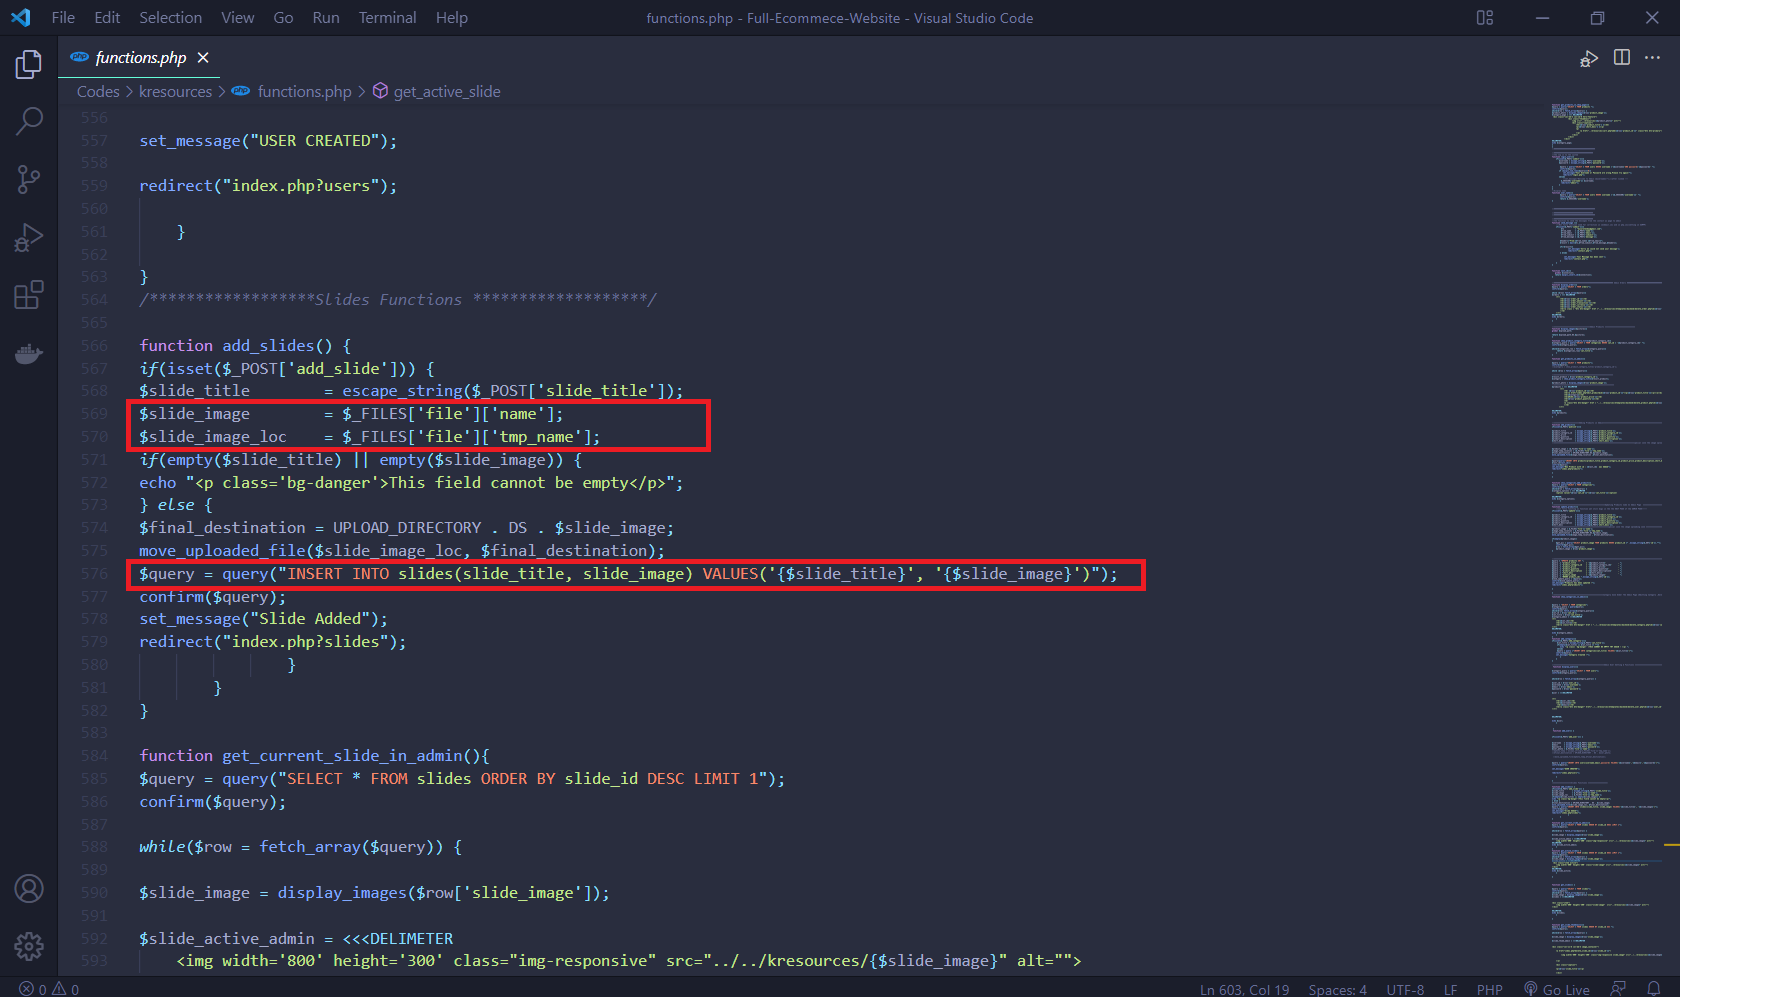 File Edit Selection View Go Run Terminal Help functions.php - Full-Ecommece-Website - Visual Studio Code
php functions.php
Codes > kresources > php functions.php > get_active_slide
556
557 set_message("USER CREATED");
558
559 redirect("index.php?users");
560
561 }
562
563 }
564 /******************Slides Functions *******************/
565
566 function add_slides() {
567 if(isset($_POST['add_slide'])) {
568 $slide_title = escape_string($_POST['slide_title']);
569 $slide_image = $_FILES['file']['name'];
570 $slide_image_loc = $_FILES['file']['tmp_name'];
571 if(empty($slide_title) || empty($slide_image)) {
572 echo "<p class='bg-danger'>This field cannot be empty</p>";
573 } else {
574 $final_destination = UPLOAD_DIRECTORY . DS . $slide_image;
575 move_uploaded_file($slide_image_loc, $final_destination);
576 $query = query("INSERT INTO slides(slide_title, slide_image) VALUES('{$slide_title}', '{$slide_image}')");
577 confirm($query);
578 set_message("Slide Added");
579 redirect("index.php?slides");
580 }
581 }
582 }
583
584 function get_current_slide_in_admin(){
585 $query = query("SELECT * FROM slides ORDER BY slide_id DESC LIMIT 1");
586 confirm($query);
587
588 while($row = fetch_array($query)) {
589
590 $slide_image = display_images($row['slide_image']);
591
592 $slide_active_admin = <<<DELIMETER
593 <img width='800' height='300' class="img-responsive" src="../../kresources/{$slide_image}" alt="">
0 0 Ln 603, Col 19 Spaces: 4 UTF-8 LF PHP Go Live